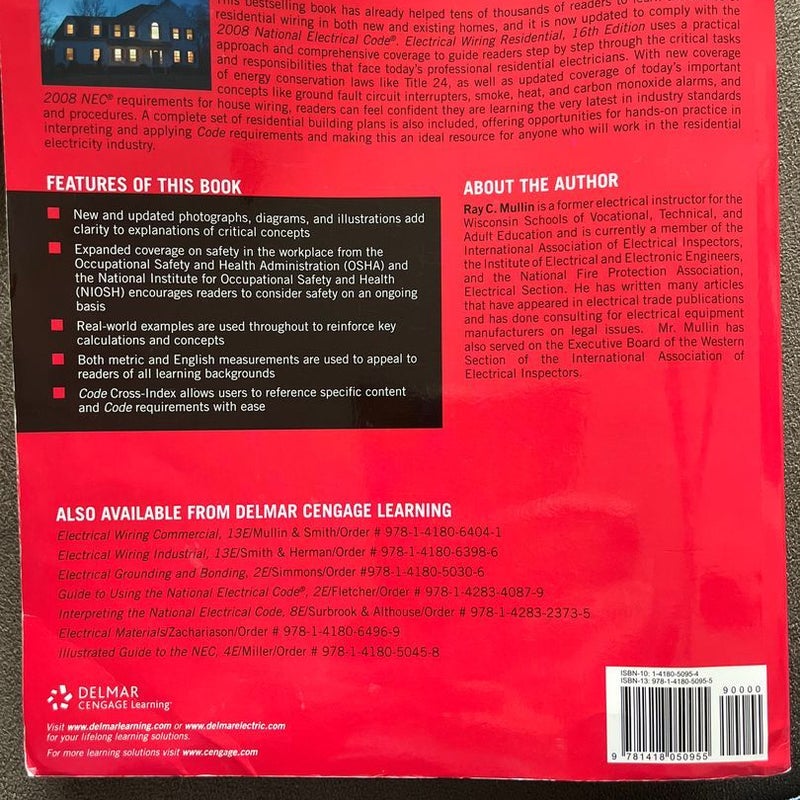 This bestselling book has already helped tens of thousands of readers to learn
residential wiring in both new and existing homes, and it is now updated to comply with the
2008 National Electrical Code®. Electrical Wiring Residential, 16th Edition uses a practical
approach and comprehensive coverage to guide readers step by step through the critical tasks
and responsibilities that face today's professional residential electricians. With new coverage
of energy conservation laws like Title 24, as well as updated coverage of today's important
concepts like ground fault circuit interrupters, smoke, heat, and carbon monoxide alarms, and
2008 NEC® requirements for house wiring, readers can feel confident they are learning the very latest in industry standards
and procedures. A complete set of residential building plans is also included, offering opportunities for hands-on practice in
interpreting and applying Code requirements and making this an ideal resource for anyone who will work in the residential
electricity industry.
FEATURES OF THIS BOOK
New and updated photographs, diagrams, and illustrations add
clarity to explanations of critical concepts
Expanded coverage on safety in the workplace from the
Occupational Safety and Health Administration (OSHA) and
the National Institute for Occupational Safety and Health
(NIOSH) encourages readers to consider safety on an ongoing
basis
Real-world examples are used throughout to reinforce key
calculations and concepts
Both metric and English measurements are used to appeal to
readers of all learning backgrounds
Code Cross-Index allows users to reference specific content
and Code requirements with ease
ABOUT THE AUTHOR
Ray C. Mullin is a former electrical instructor for the
Wisconsin Schools of Vocational, Technical, and
Adult Education and is currently a member of the
International Association of Electrical Inspectors,
the Institute of Electrical and Electronic Engineers,
and the National Fire Protection Association,
Electrical Section. He has written many articles
that have appeared in electrical trade publications
and has done consulting for electrical equipment
manufacturers on legal issues. Mr. Mullin has
also served on the Executive Board of the Western
Section of the International Association of
Electrical Inspectors.
ALSO AVAILABLE FROM DELMAR CENGAGE LEARNING
Electrical Wiring Commercial, 13E/Mullin & Smith/Order # 978-1-4180-6404-1
Electrical Wiring Industrial, 13E/Smith & Herman/Order # 978-1-4180-6398-6
Electrical Grounding and Bonding, 2E/Simmons/Order #978-1-4180-5030-6
Guide to Using the National Electrical Code®, 2E/Fletcher/Order # 978-1-4283-4087-9
Interpreting the National Electrical Code, 8E/Surbrook & Althouse/Order # 978-1-4283-2373-5
Electrical Materials/Zachariason/Order # 978-1-4180-6496-9
Illustrated Guide to the NEC, 4E/Miller/Order # 978-1-4180-5045-8
DELMAR
CENGAGE Learning
Visit www.delmarlearning.com or www.delmarelectric.com
for your lifelong learning solutions.
For more learning solutions visit www.cengage.com
ISBN-10: 1-4180-5095-4
ISBN-13: 978-1-4180-5095-5
90000
9 781418 050955